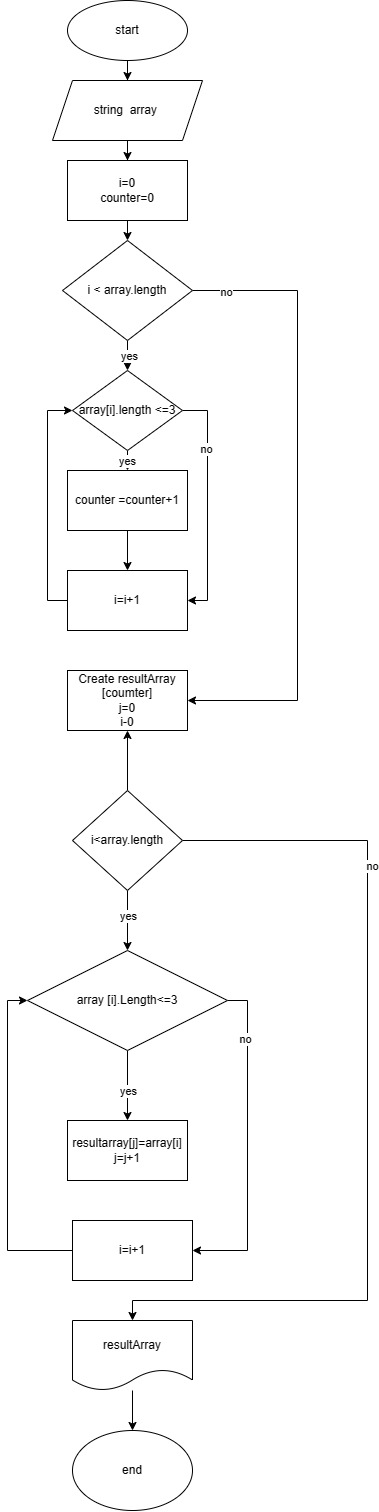 start
string  array
i=0
counter=0
i < array.length
no
yes
array[i].length <=3
no
yes
counter =counter+1
i=i+1
Create resultArray
[counter]
j=0
i-0
i<array.length
no
yes
array [i].Length<=3
no
yes
resultarray[j]=array[i]
j=j+1
i=i+1
resultArray
end